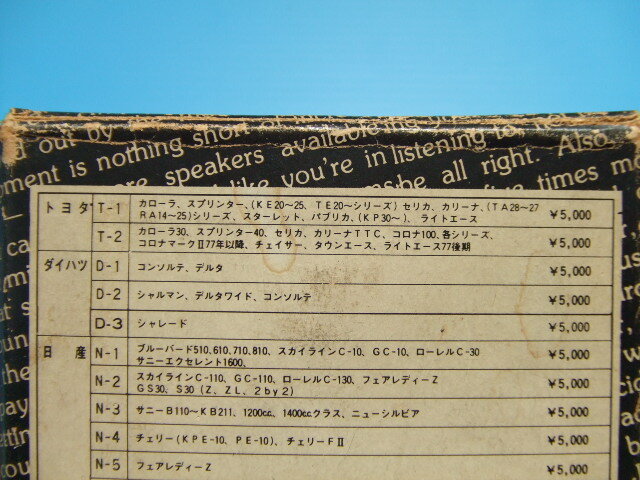 d out by
ment is nothing short of
speakers available
like you're in listening to,
be all right. Also,
times m
トヨタ T-1 カローラ、スプリンター、(KE20~25、TE20~シリーズ) セリカ、カリーナ、(TA28~27
RA14~25)シリーズ、スターレット、パブリカ、(KP30~)、ライトエース ¥5,000
T-2 カローラ30、スプリンター40、セリカ、カリーナTTC、コロナ100、各シリーズ、
コロナマークⅡ77年以降、チェイサー、タウンエース、ライトエース77後期 ¥5,000
ダイハツ D-1 コンソルテ、デルタ ¥5,000
D-2 シャルマン、デルタワイド、コンソルテ ¥5,000
D-3 シャレード ¥5,000
日産 N-1 ブルーバード510,610,710,810、スカイラインC-10、GC-10、ローレルC-30
サニーエクセレント1600、 ¥5,000
N-2 スカイラインC-110、GC-110、ローレルC-130、フェアレディーZ
GS30、S30 (Z、ZL、2by2) ¥5,000
N-3 サニーB110~KB211、1200cc、1400ccクラス、ニューシルビア ¥5,000
N-4 チェリー(KPE-10、PE-10)、チェリーFⅡ ¥5,000
N-5 フェアレディーZ ¥5,000